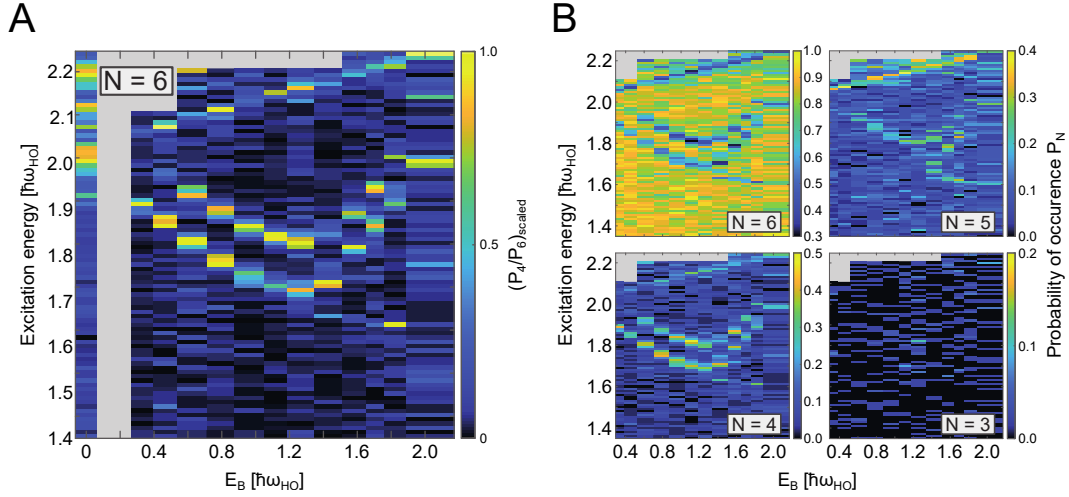 A
N = 6
Excitation energy [ħω_HO]
2.2
2.1
2.0
1.9
1.8
1.7
1.6
1.5
1.4
0 0.4 0.8 1.2 1.6 2.0
E_B [ħω_HO]
1.0
0.5
0
(P_4/P_6)_scaled
B
Excitation energy [ħω_HO]
2.2
2.0
1.8
1.6
1.4
N = 6
1.0
0.9
0.8
0.7
0.6
0.5
0.4
0.3
N = 5
0.4
0.3
0.2
0.1
0.0
2.2
2.0
1.8
1.6
1.4
N = 4
0.5
0.4
0.3
0.2
0.1
0.0
N = 3
0.2
0.1
0.0
Probability of occurence P_N
0.4 0.8 1.2 1.6 2.0
0.4 0.8 1.2 1.6 2.0
E_B [ħω_HO]